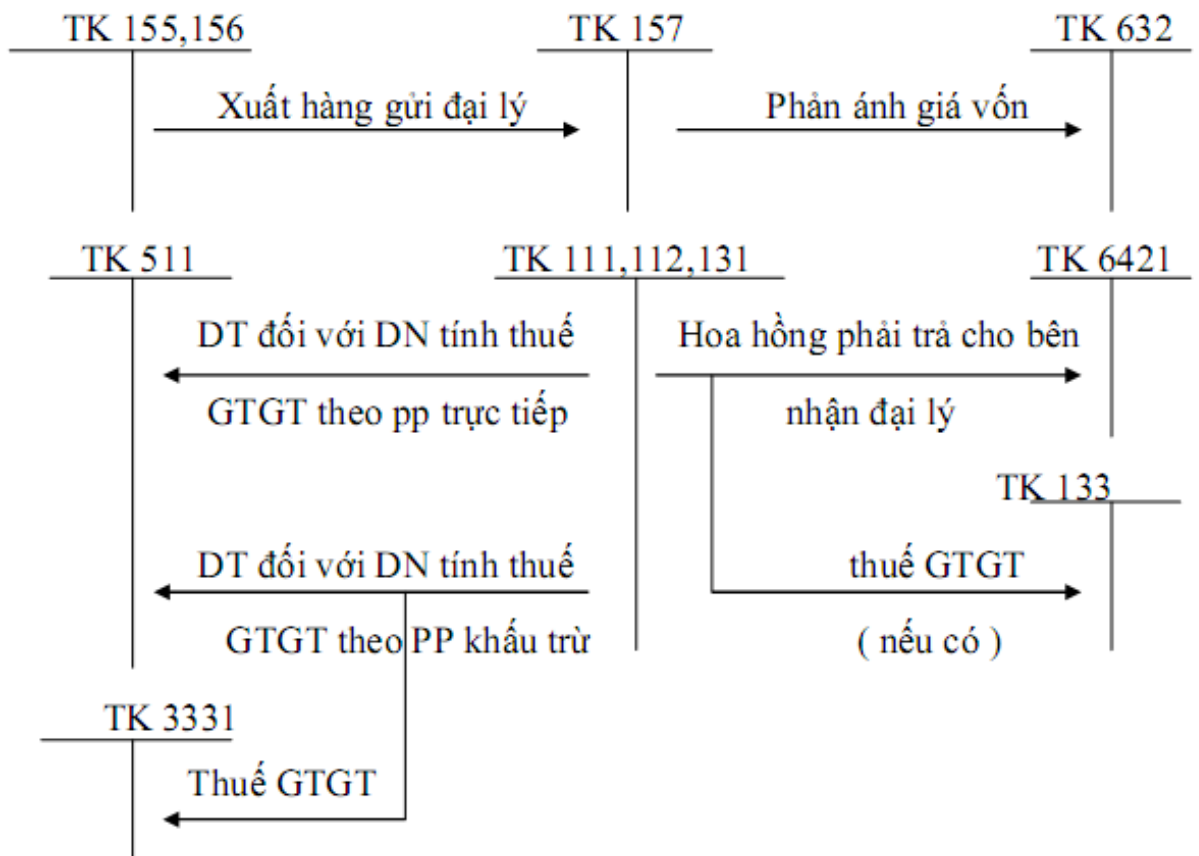 TK 155,156
TK 157
TK 632
Xuất hàng gửi đại lý
Phản ánh giá vốn
TK 511
TK 111,112,131
TK 6421
DT đối với DN tính thuế
GTGT theo pp trực tiếp
Hoa hồng phải trả cho bên
nhận đại lý
TK 133
DT đối với DN tính thuế
GTGT theo PP khấu trừ
thuế GTGT
( nếu có )
TK 3331
Thuế GTGT